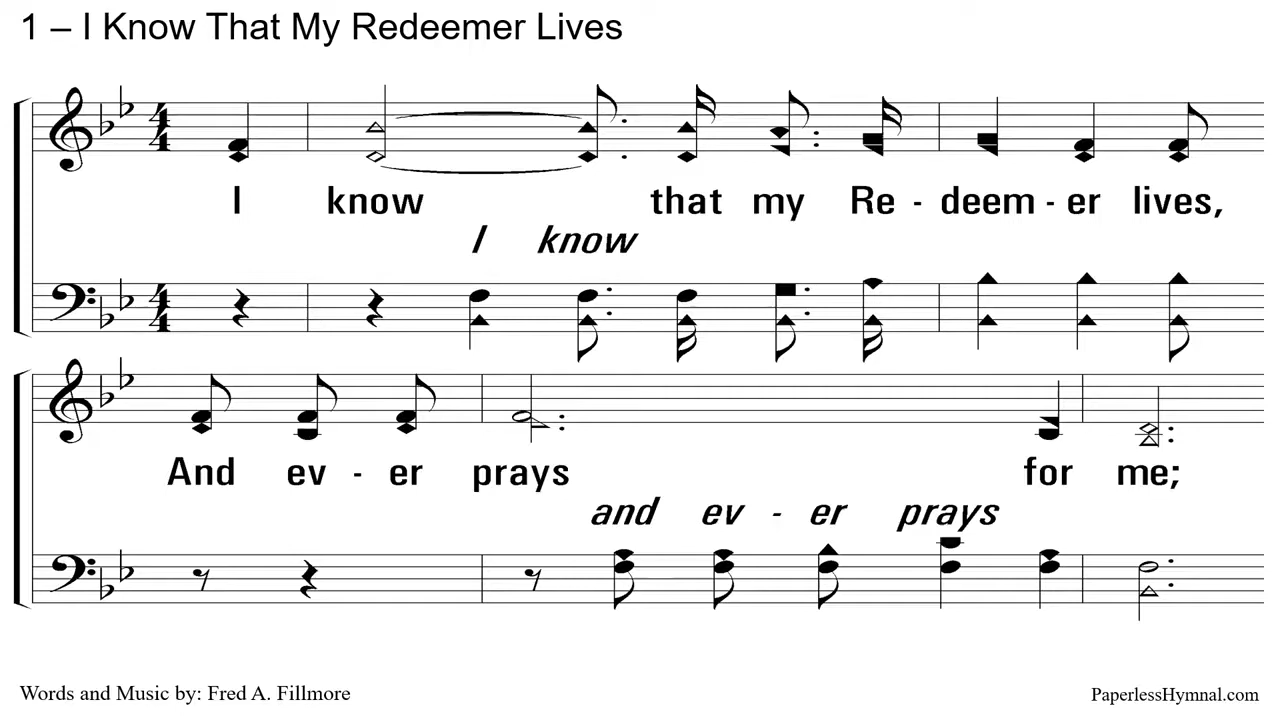 1 – I Know That My Redeemer Lives
I know that my Re - deem - er lives,
I know
And ev - er prays for me;
and ev - er prays
Words and Music by: Fred A. Fillmore
PaperlessHymnal.com